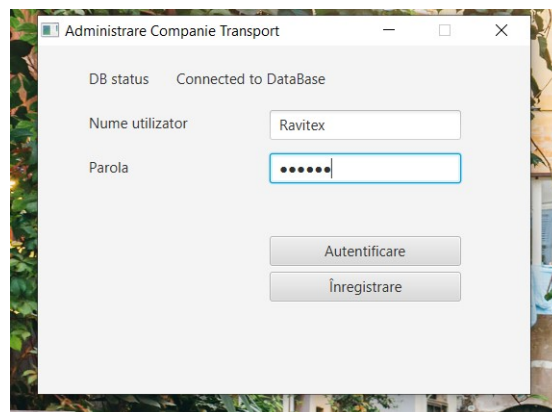 Administrare Companie Transport
DB status Connected to DataBase
Nume utilizator Ravitex
Parola ●●●●●●
Autentificare
Înregistrare